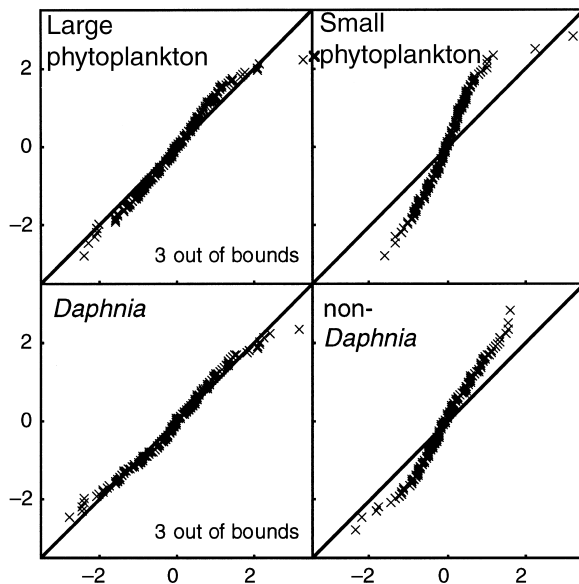 Large
phytoplankton
3 out of bounds
Small
phytoplankton
Daphnia
3 out of bounds
non-
Daphnia
2
0
−2
2
0
−2
−2
0
2
−2
0
2